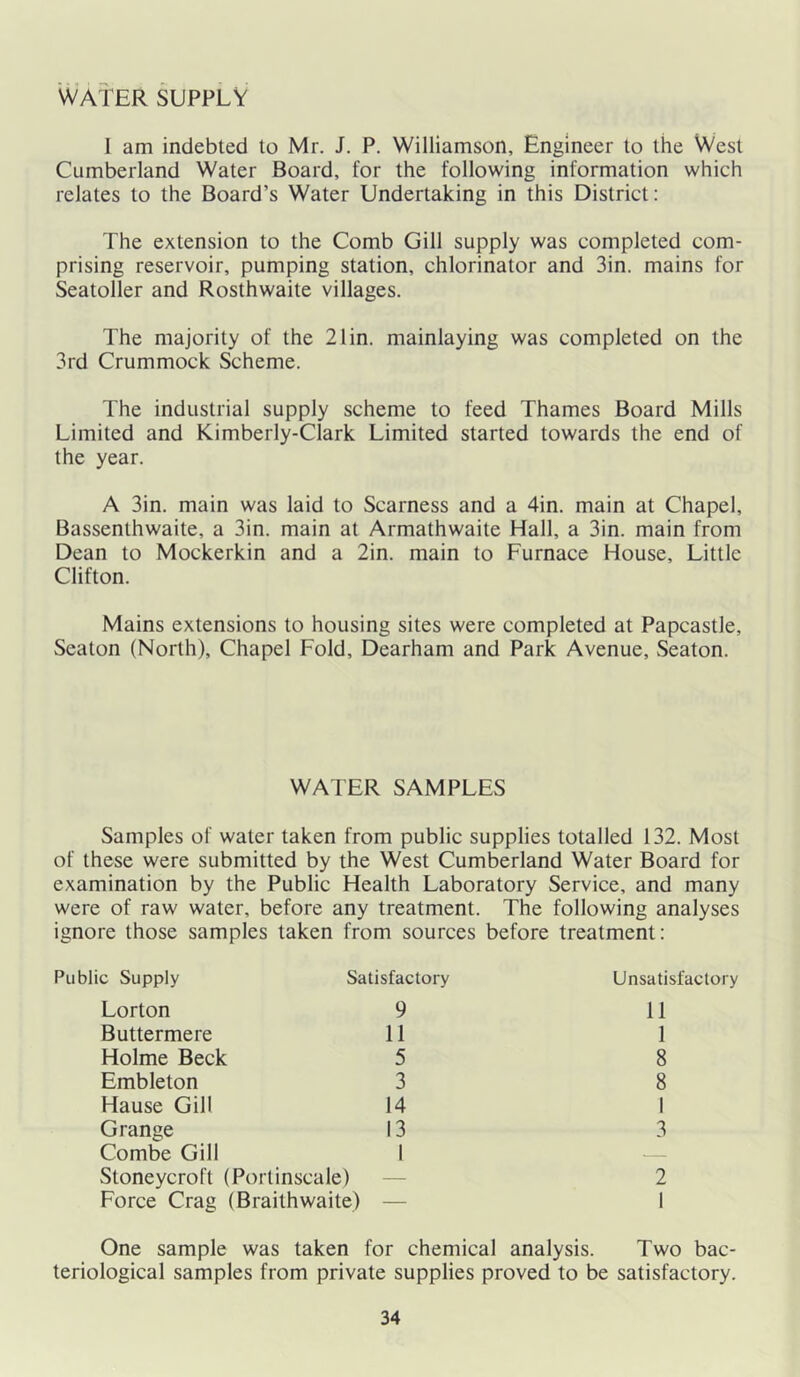 WATER SUPPLY
I am indebted to Mr. J. P. Williamson, Engineer to the West
Cumberland Water Board, for the following information which
relates to the Board's Water Undertaking in this District:
The extension to the Comb Gill supply was completed com-
prising reservoir, pumping station, chlorinator and 3in. mains for
Seatoller and Rosthwaite villages.
The majority of the 21in. mainlaying was completed on the
3rd Crummock Scheme.
The industrial supply scheme to feed Thames Board Mills
Limited and Kimberly-Clark Limited started towards the end of
the year.
A 3in. main was laid to Scarness and a 4in. main at Chapel,
Bassenthwaite, a 3in. main at Armathwaite Hall, a 3in. main from
Dean to Mockerkin and a 2in. main to Furnace House, Little
Clifton.
Mains extensions to housing sites were completed at Papcastle,
Seaton (North), Chapel Fold, Dearham and Park Avenue, Seaton.
WATER SAMPLES
Samples of water taken from public supplies totalled 132. Most
of these were submitted by the West Cumberland Water Board for
examination by the Public Health Laboratory Service, and many
were of raw water, before any treatment. The following analyses
ignore those samples taken from sources before treatment:
Public Supply Satisfactory Unsatisfactory
Lorton 9 11
Buttermere 11 1
Holme Beck 5 8
Embleton 3 8
Hause Gill 14 1
Grange 13 3
Combe Gill 1 —
Stoneycroft (Portinscale) — 2
Force Crag (Braithwaite) — 1
One sample was taken for chemical analysis. Two bac-
teriological samples from private supplies proved to be satisfactory.
34